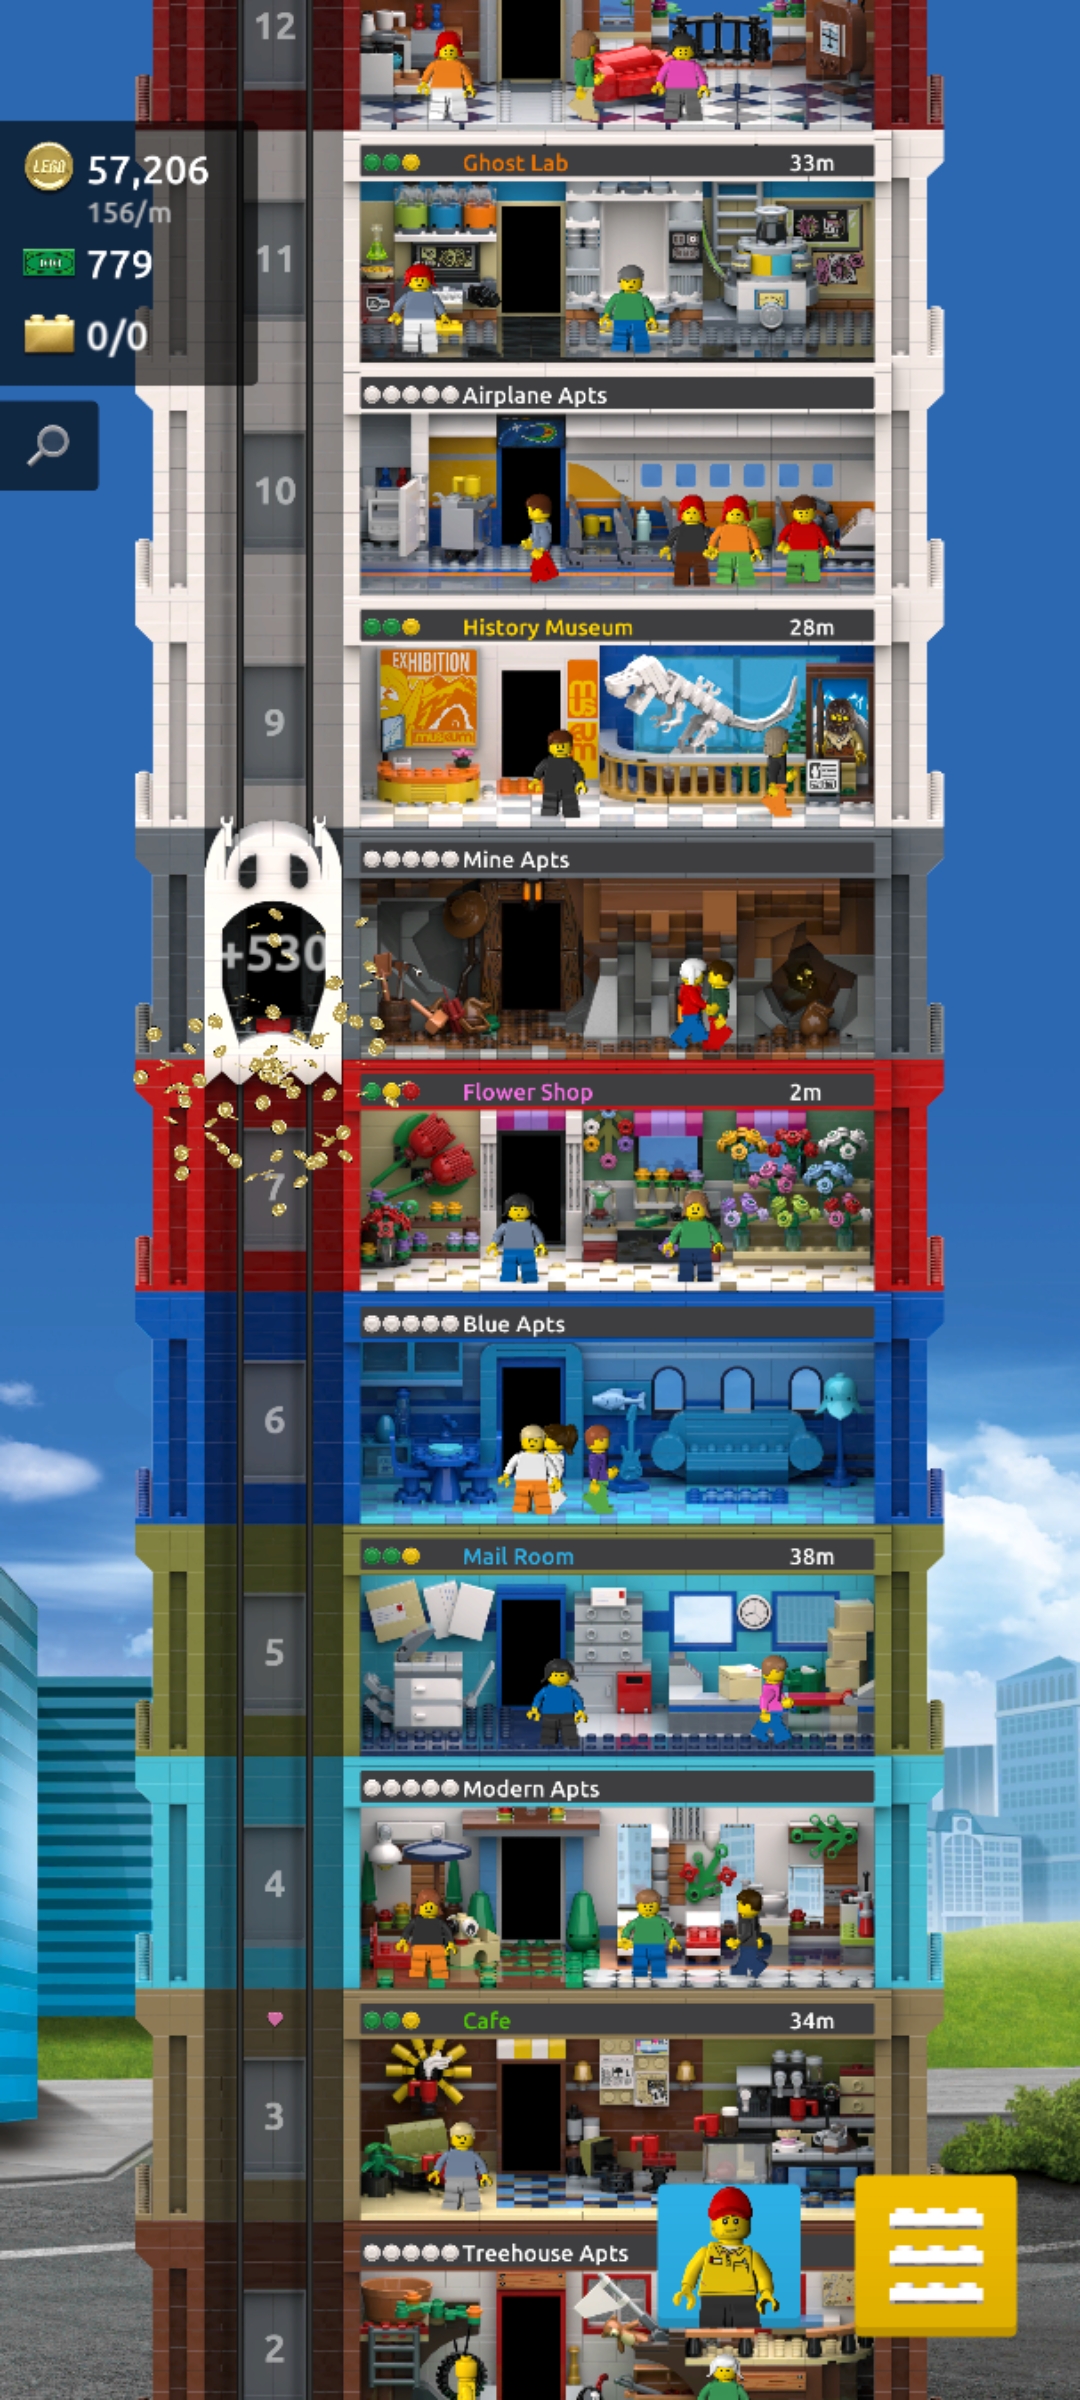 12
LEGO 57,206
156/m
779
0/0
Ghost Lab 33m
11
Airplane Apts
10
History Museum 28m
EXHIBITION
museum
mus
eum
9
Mine Apts
+530
Flower Shop 2m
7
Blue Apts
6
Mail Room 38m
5
Modern Apts
4
Cafe 34m
3
Treehouse Apts
2